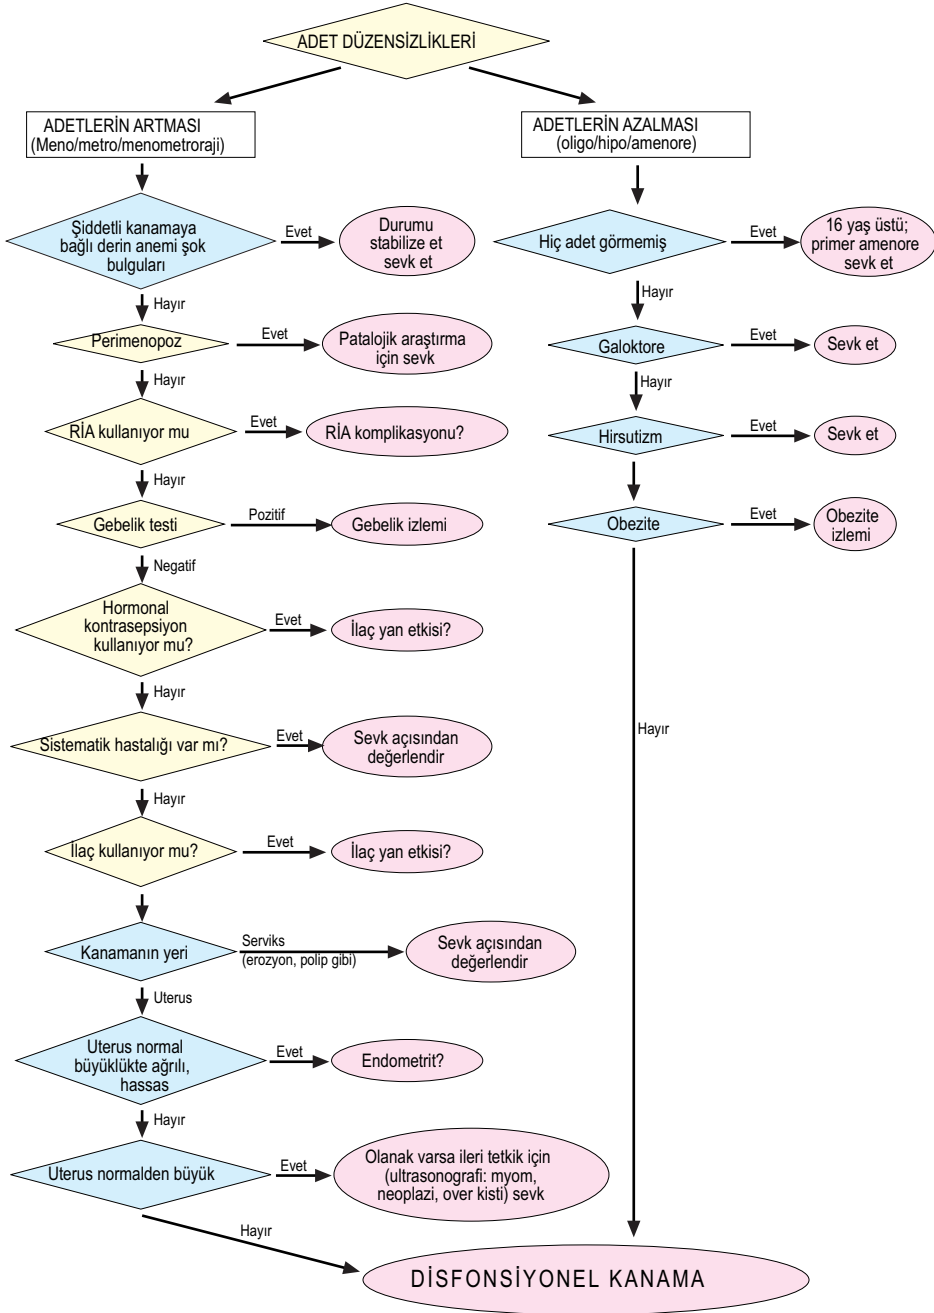 ADET DÜZENSİZLİKLERİ
ADETLERİN ARTMASI
(Meno/metro/menometroraji)
Şiddetli kanamaya
bağlı derin anemi şok
bulguları
Evet
Durumu
stabilize et
sevk et
Hayır
Perimenopoz
Evet
Patalojik araştırma
için sevk
Hayır
RİA kullanıyor mu
Evet
RİA komplikasyonu?
Hayır
Gebelik testi
Pozitif
Gebelik izlemi
Negatif
Hormonal
kontrasepsiyon
kullanıyor mu?
Evet
İlaç yan etkisi?
Hayır
Sistematik hastalığı var mı?
Evet
Sevk açısından
değerlendir
Hayır
İlaç kullanıyor mu?
Evet
İlaç yan etkisi?
Kanamanın yeri
Serviks
(erozyon, polip gibi)
Sevk açısından
değerlendir
Uterus
Uterus normal
büyüklükte ağrılı,
hassas
Evet
Endometrit?
Hayır
Uterus normalden büyük
Evet
Olanak varsa ileri tetkik için
(ultrasonografi: myom,
neoplazi, over kisti) sevk
Hayır
ADETLERİN AZALMASI
(oligo/hipo/amenore)
Hiç adet görmemiş
Evet
16 yaş üstü;
primer amenore
sevk et
Hayır
Galoktore
Evet
Sevk et
Hayır
Hirsutizm
Evet
Sevk et
Obezite
Evet
Obezite
izlemi
Hayır
DİSFONSİYONEL KANAMA